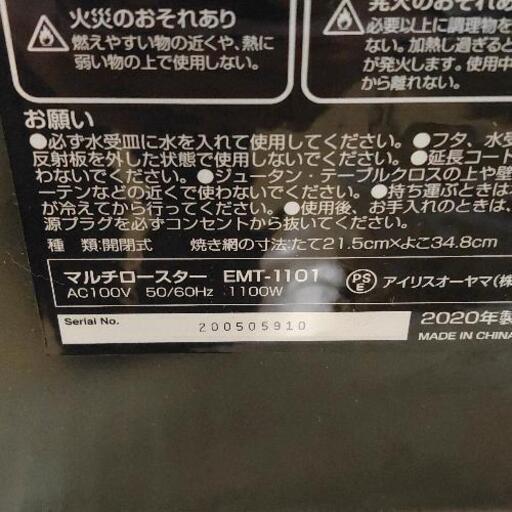 火災のおそれあり
燃えやすい物の近くや、熱に
弱い物の上で使用しない。
発火のおそれあ
必要以上に調理物を
ない。加熱し過ぎると
が発火します。使用中
から離れない。
お願い
●必ず水受皿に水を入れて使用してください。●フタ、水受
反射板を外した状態で使用しないでください。●延長コート
わないでください。●ジュータン・テーブルクロスの上や壁
ーテンなどの近くで使わないでください。●持ち運ぶときは
が冷えてから行ってください。●使用後、お手入れのときは、
源プラグを必ずコンセントから抜いてください。
種 類:開閉式 焼き網の寸法:たて21.5cm×よこ34.8cm
マルチロースター EMT-1101
AC100V 50/60Hz 1100W
PS
E
アイリスオーヤマ(株
Serial No.
200505910
2020年製
MADE IN CHINA